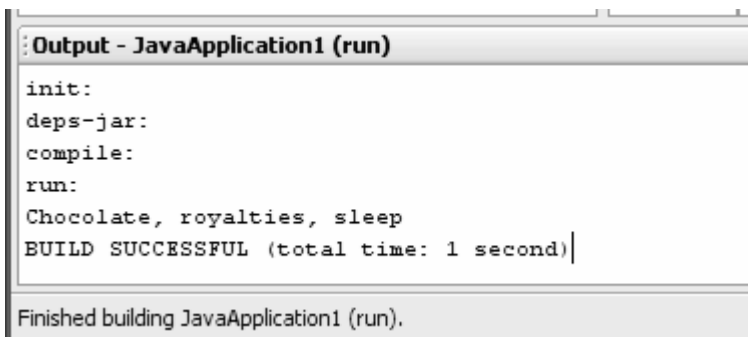 Output - JavaApplication1 (run)
init:
deps-jar:
compile:
run:
Chocolate, royalties, sleep
BUILD SUCCESSFUL (total time: 1 second)
Finished building JavaApplication1 (run).